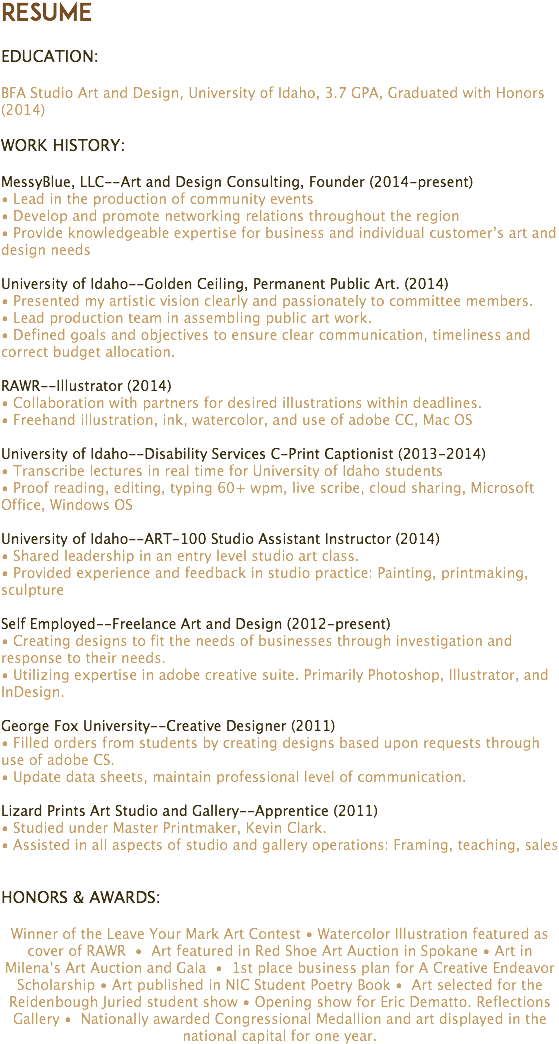 RESUME
EDUCATION:
BFA Studio Art and Design, University of Idaho, 3.7 GPA, Graduated with Honors
(2014)
WORK HISTORY:
MessyBlue, LLC--Art and Design Consulting, Founder (2014-present)
• Lead in the production of community events
• Develop and promote networking relations throughout the region
• Provide knowledgeable expertise for business and individual customer's art and
design needs
University of Idaho--Golden Ceiling, Permanent Public Art. (2014)
• Presented my artistic vision clearly and passionately to committee members.
• Lead production team in assembling public art work.
• Defined goals and objectives to ensure clear communication, timeliness and
correct budget allocation.
RAWR--Illustrator (2014)
• Collaboration with partners for desired illustrations within deadlines.
• Freehand illustration, ink, watercolor, and use of adobe CC, Mac OS
University of Idaho--Disability Services C-Print Captionist (2013-2014)
• Transcribe lectures in real time for University of Idaho students
• Proof reading, editing, typing 60+ wpm, live scribe, cloud sharing, Microsoft
Office, Windows OS
University of Idaho--ART-100 Studio Assistant Instructor (2014)
• Shared leadership in an entry level studio art class.
• Provided experience and feedback in studio practice: Painting, printmaking,
sculpture
Self Employed--Freelance Art and Design (2012-present)
• Creating designs to fit the needs of businesses through investigation and
response to their needs.
• Utilizing expertise in adobe creative suite. Primarily Photoshop, Illustrator, and
InDesign.
George Fox University--Creative Designer (2011)
• Filled orders from students by creating designs based upon requests through
use of adobe CS.
• Update data sheets, maintain professional level of communication.
Lizard Prints Art Studio and Gallery--Apprentice (2011)
• Studied under Master Printmaker, Kevin Clark.
• Assisted in all aspects of studio and gallery operations: Framing, teaching, sales
HONORS & AWARDS:
Winner of the Leave Your Mark Art Contest • Watercolor Illustration featured as
cover of RAWR • Art featured in Red Shoe Art Auction in Spokane • Art in
Milena's Art Auction and Gala • 1st place business plan for A Creative Endeavor
Scholarship • Art published in NIC Student Poetry Book • Art selected for the
Reidenbough Juried student show • Opening show for Eric Dematto. Reflections
Gallery • Nationally awarded Congressional Medallion and art displayed in the
national capital for one year.